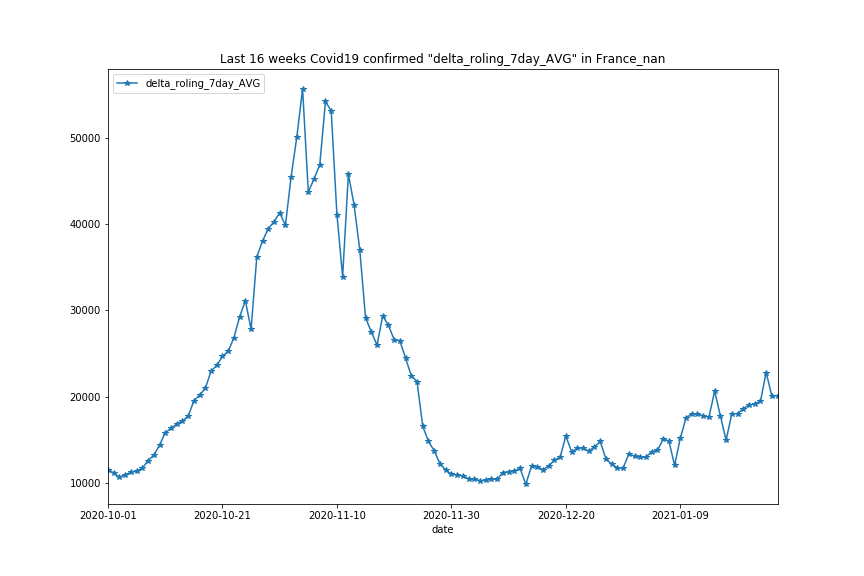 Last 16 weeks Covid19 confirmed "delta_roling_7day_AVG" in France_nan
delta_roling_7day_AVG
50000
40000
30000
20000
10000
2020-10-01 2020-10-21 2020-11-10 2020-11-30 2020-12-20 2021-01-09
date